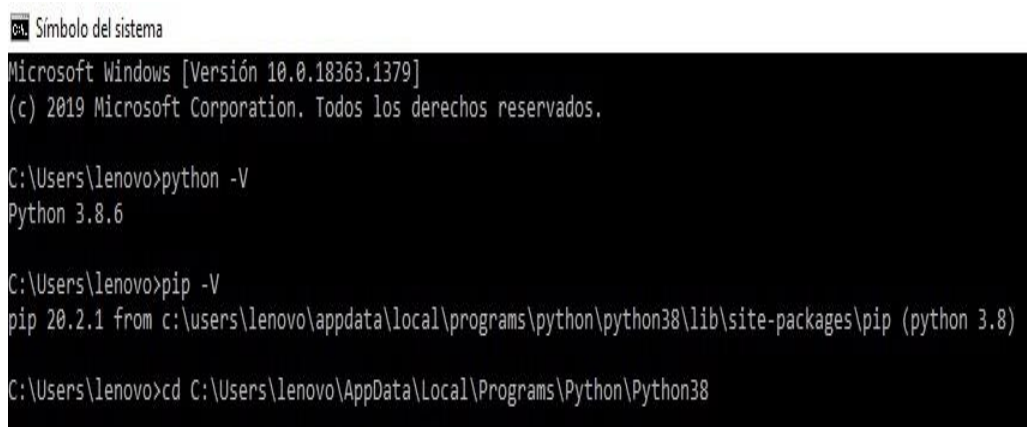 Símbolo del sistema
Microsoft Windows [Versión 10.0.18363.1379]
(c) 2019 Microsoft Corporation. Todos los derechos reservados.
C:\Users\lenovo>python -V
Python 3.8.6
C:\Users\lenovo>pip -V
pip 20.2.1 from c:\users\lenovo\appdata\local\programs\python\python38\lib\site-packages\pip (python 3.8)
C:\Users\lenovo>cd C:\Users\lenovo\AppData\Local\Programs\Python\Python38